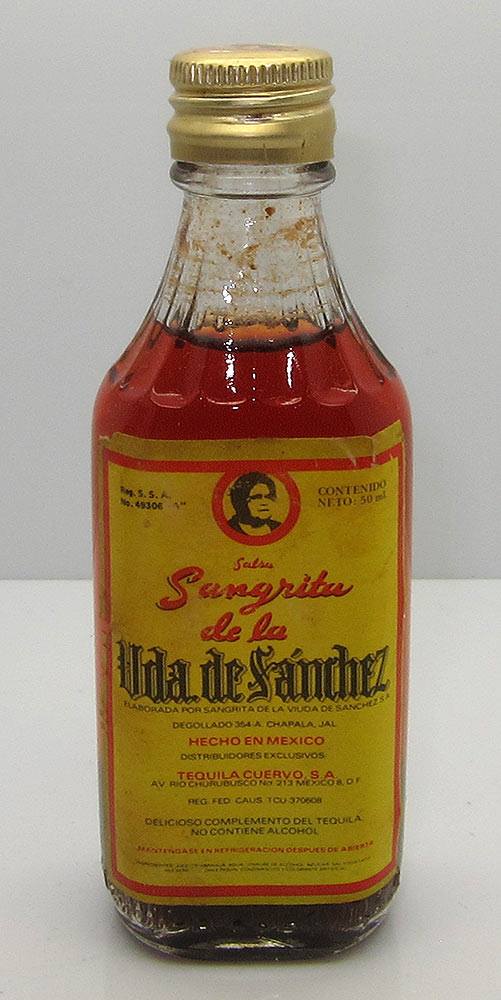 Reg. S. S. A.
No. 49306 "A"
CONTENIDO
NETO: 50 ml.
Salsa
Sangrita
de la
Vda. de Sánchez
ELABORADA POR SANGRITA DE LA VIUDA DE SANCHEZ S.A.
DEGOLLADO 354-A. CHAPALA, JAL.
HECHO EN MEXICO
DISTRIBUIDORES EXCLUSIVOS:
TEQUILA CUERVO, S.A.
AV. RIO CHURUBUSCO No. 213 MEXICO 8, D.F.
REG. FED. CAUS. TCU-370608
DELICIOSO COMPLEMENTO DEL TEQUILA.
NO CONTIENE ALCOHOL
MANTENGASE EN REFRIGERACION DESPUES DE ABIERTA